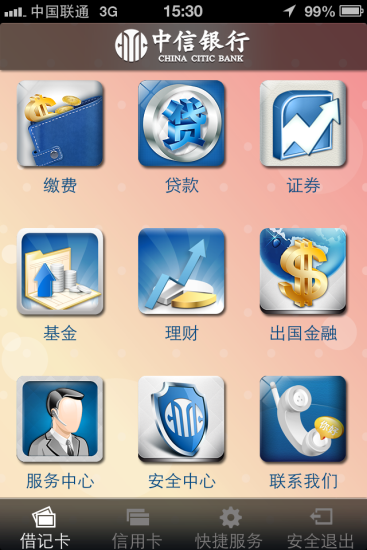 中国联通 3G 15:30 99%
中信银行
CHINA CITIC BANK
贷
缴费 贷款 证券
基金 理财 出国金融
CITIC
服务中心 安全中心 联系我们
借记卡 信用卡 快捷服务 安全退出